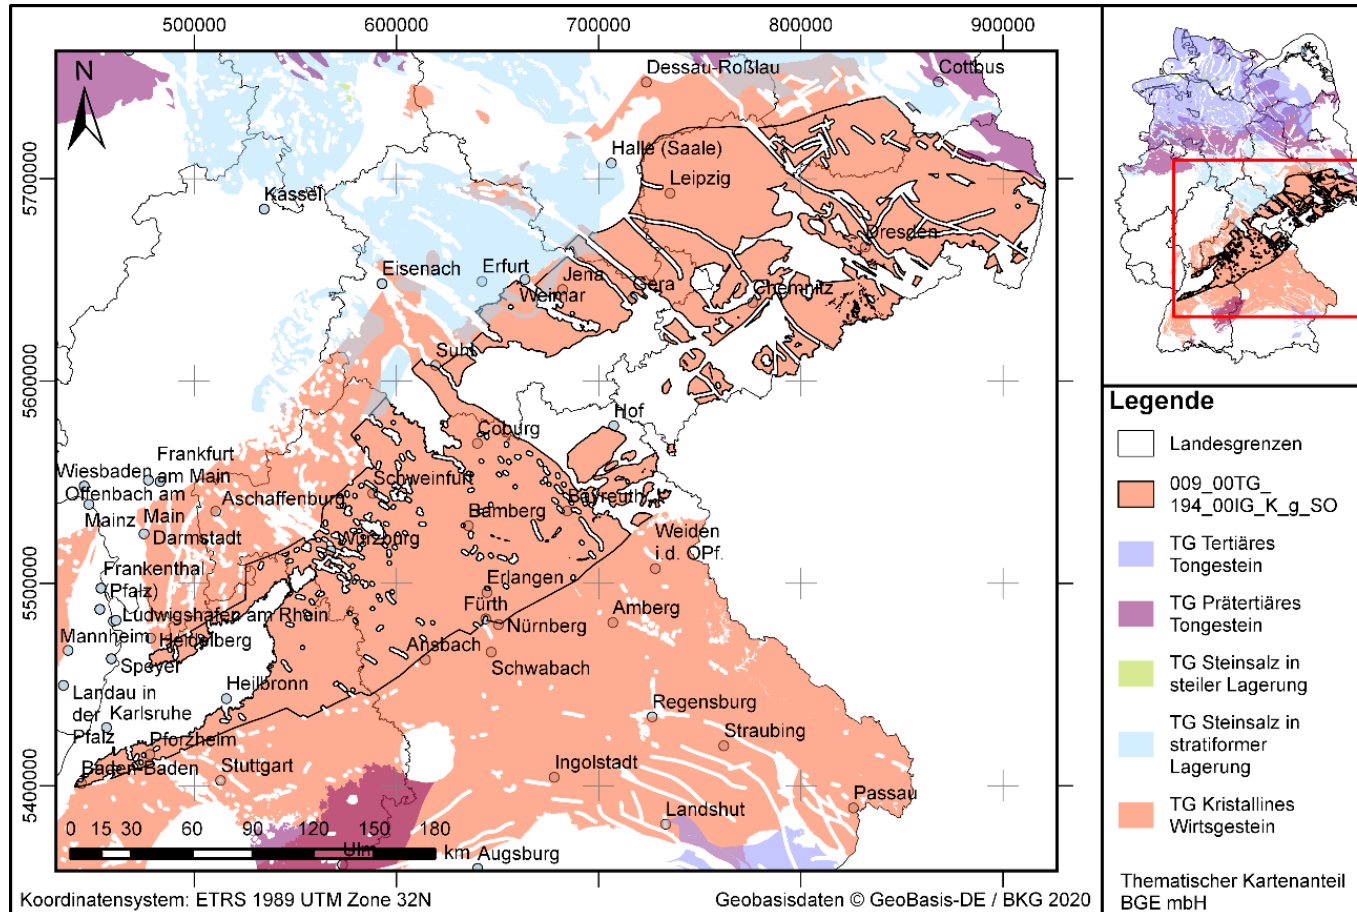 500000
600000
700000
800000
900000
N
5700000
5600000
5500000
5400000
Dessau-Roßlau
Cottbus
Halle (Saale)
Leipzig
Kassel
Dresden
Eisenach
Erfurt
Jena
Weimar
Gera
Chemnitz
Suhl
Hof
Coburg
Frankfurt
am Main
Wiesbaden
Offenbach am
Main
Mainz
Aschaffenburg
Schweinfurt
Bamberg
Bayreuth
Darmstadt
Würzburg
Weiden
i.d. OPf.
Frankenthal
(Pfalz)
Erlangen
Fürth
Ludwigshafen am Rhein
Nürnberg
Amberg
Mannheim
Heidelberg
Ansbach
Speyer
Schwabach
Heilbronn
Landau in
der
Pfalz
Karlsruhe
Regensburg
Pforzheim
Straubing
Baden-Baden
Stuttgart
Ingolstadt
Passau
Landshut
0 15 30 60 90 120 150 180
km
Ulm
Augsburg
Koordinatensystem: ETRS 1989 UTM Zone 32N
Geobasisdaten © GeoBasis-DE / BKG 2020
Legende
Landesgrenzen
009_00TG_
194_00IG_K_g_SO
TG Tertiäres
Tongestein
TG Prätertiäres
Tongestein
TG Steinsalz in
steiler Lagerung
TG Steinsalz in
stratiformer
Lagerung
TG Kristallines
Wirtsgestein
Thematischer Kartenanteil
BGE mbH